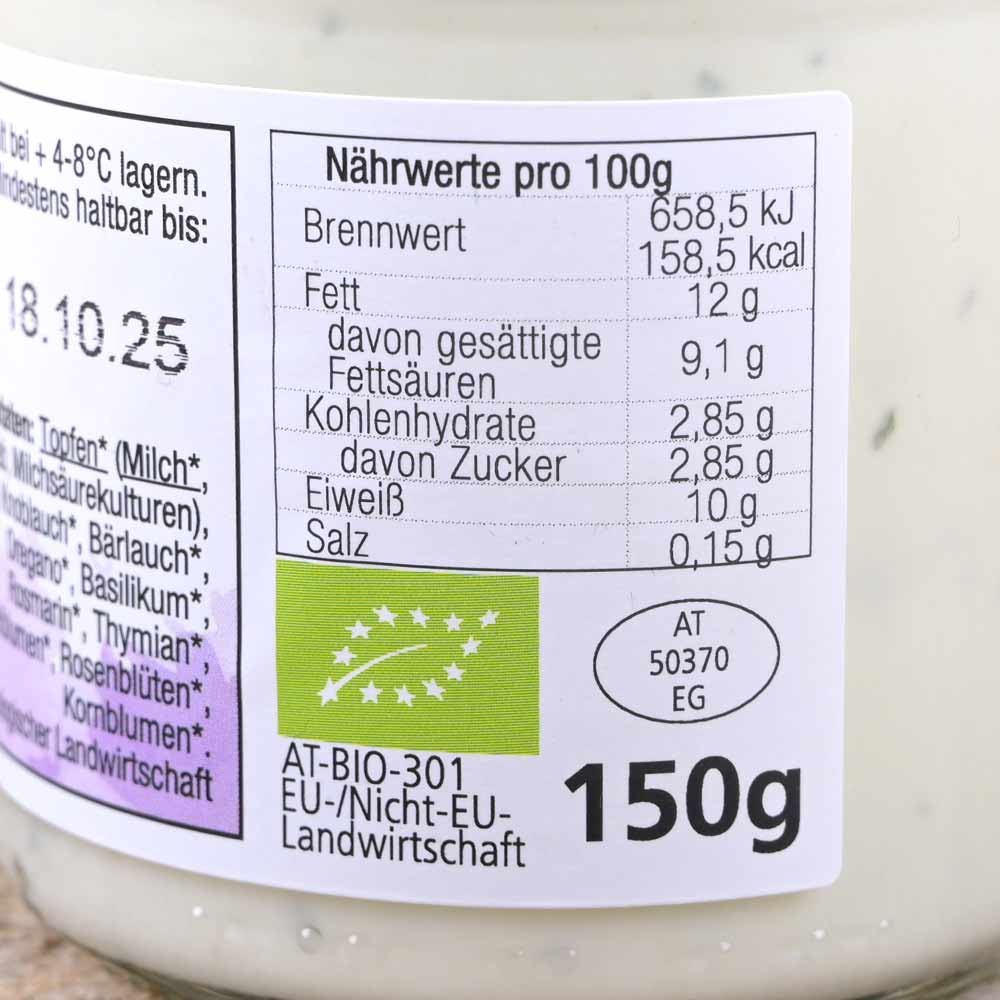 bei + 4-8°C lagern.
haltbar bis:
18.10.25
Topfen* (Milch*,
Milchsäurekulturen),
Bärlauch*,
Oregano*, Basilikum*,
Rosmarin*, Thymian*,
Rosenblüten*,
Kornblumen*.
Landwirtschaft
Nährwerte pro 100g
Brennwert 658,5 kJ
158,5 kcal
Fett 12 g
davon gesättigte
Fettsäuren 9,1 g
Kohlenhydrate 2,85 g
davon Zucker 2,85 g
Eiweiß 10 g
Salz 0,15 g
AT-BIO-301
EU-/Nicht-EU-
Landwirtschaft
AT
50370
EG
150g